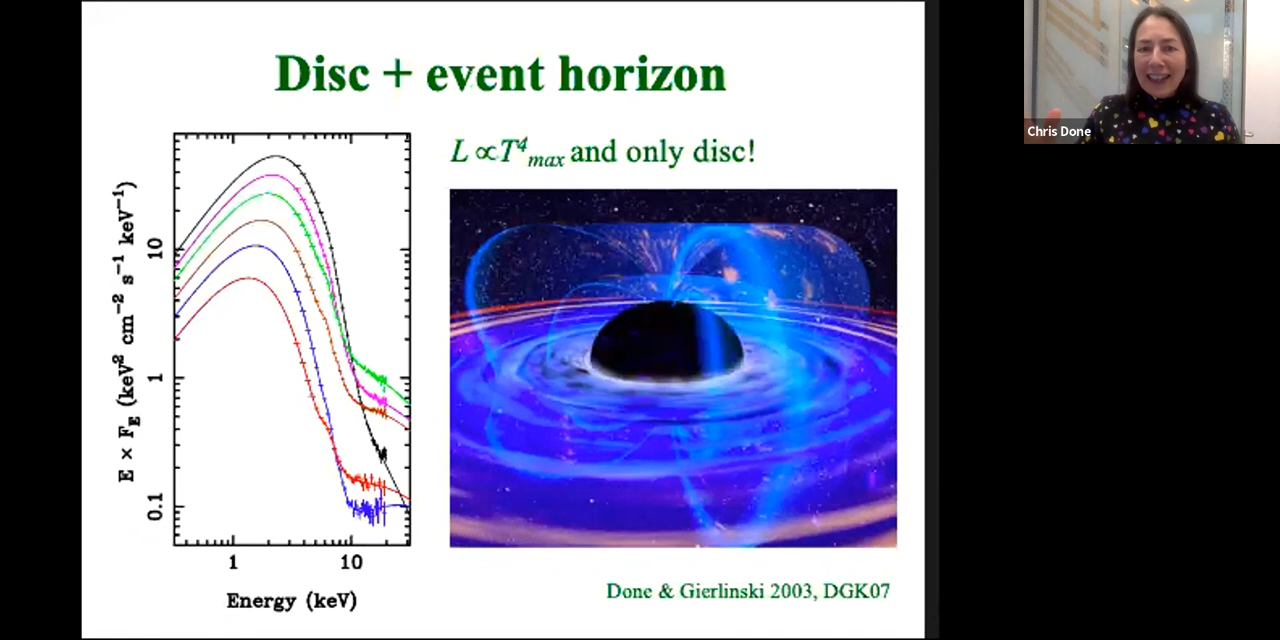 Disc + event horizon
L ∝ T⁴max and only disc!
E × F_E (keV² cm⁻² s⁻¹ keV⁻¹)
10
1
0.1
1
10
Energy (keV)
Done & Gierlinski 2003, DGK07
Chris Done